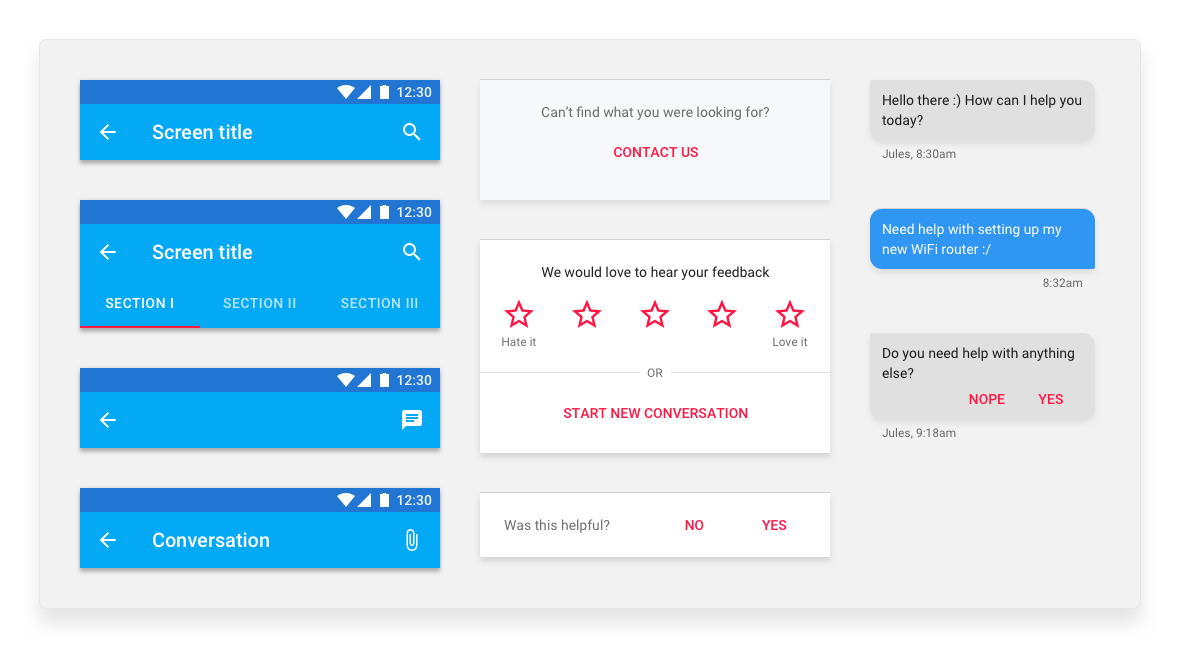 12:30
Screen title
12:30
Screen title
SECTION I SECTION II SECTION III
12:30
12:30
Conversation
Can't find what you were looking for?
CONTACT US
We would love to hear your feedback
Hate it Love it
OR
START NEW CONVERSATION
Was this helpful? NO YES
Hello there :) How can I help you
today?
Jules, 8:30am
Need help with setting up my
new WiFi router :/
8:32am
Do you need help with anything
else?
NOPE YES
Jules, 9:18am